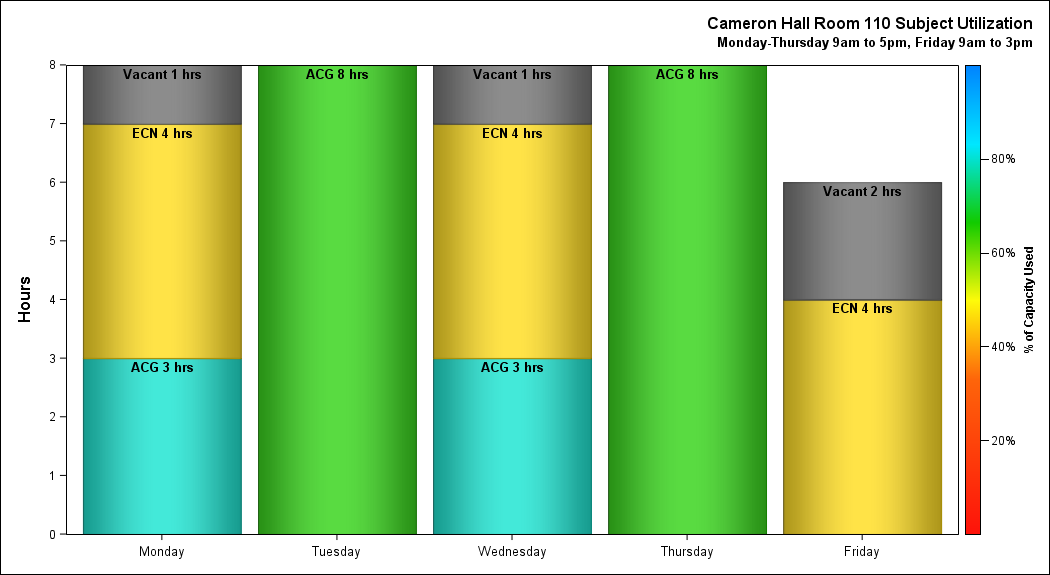 Cameron Hall Room 110 Subject Utilization
Monday-Thursday 9am to 5pm, Friday 9am to 3pm
Hours
8
7
6
5
4
3
2
1
0
Vacant 1 hrs
ECN 4 hrs
ACG 3 hrs
ACG 8 hrs
Vacant 1 hrs
ECN 4 hrs
ACG 3 hrs
ACG 8 hrs
Vacant 2 hrs
ECN 4 hrs
Monday
Tuesday
Wednesday
Thursday
Friday
80%
60%
40%
20%
% of Capacity Used